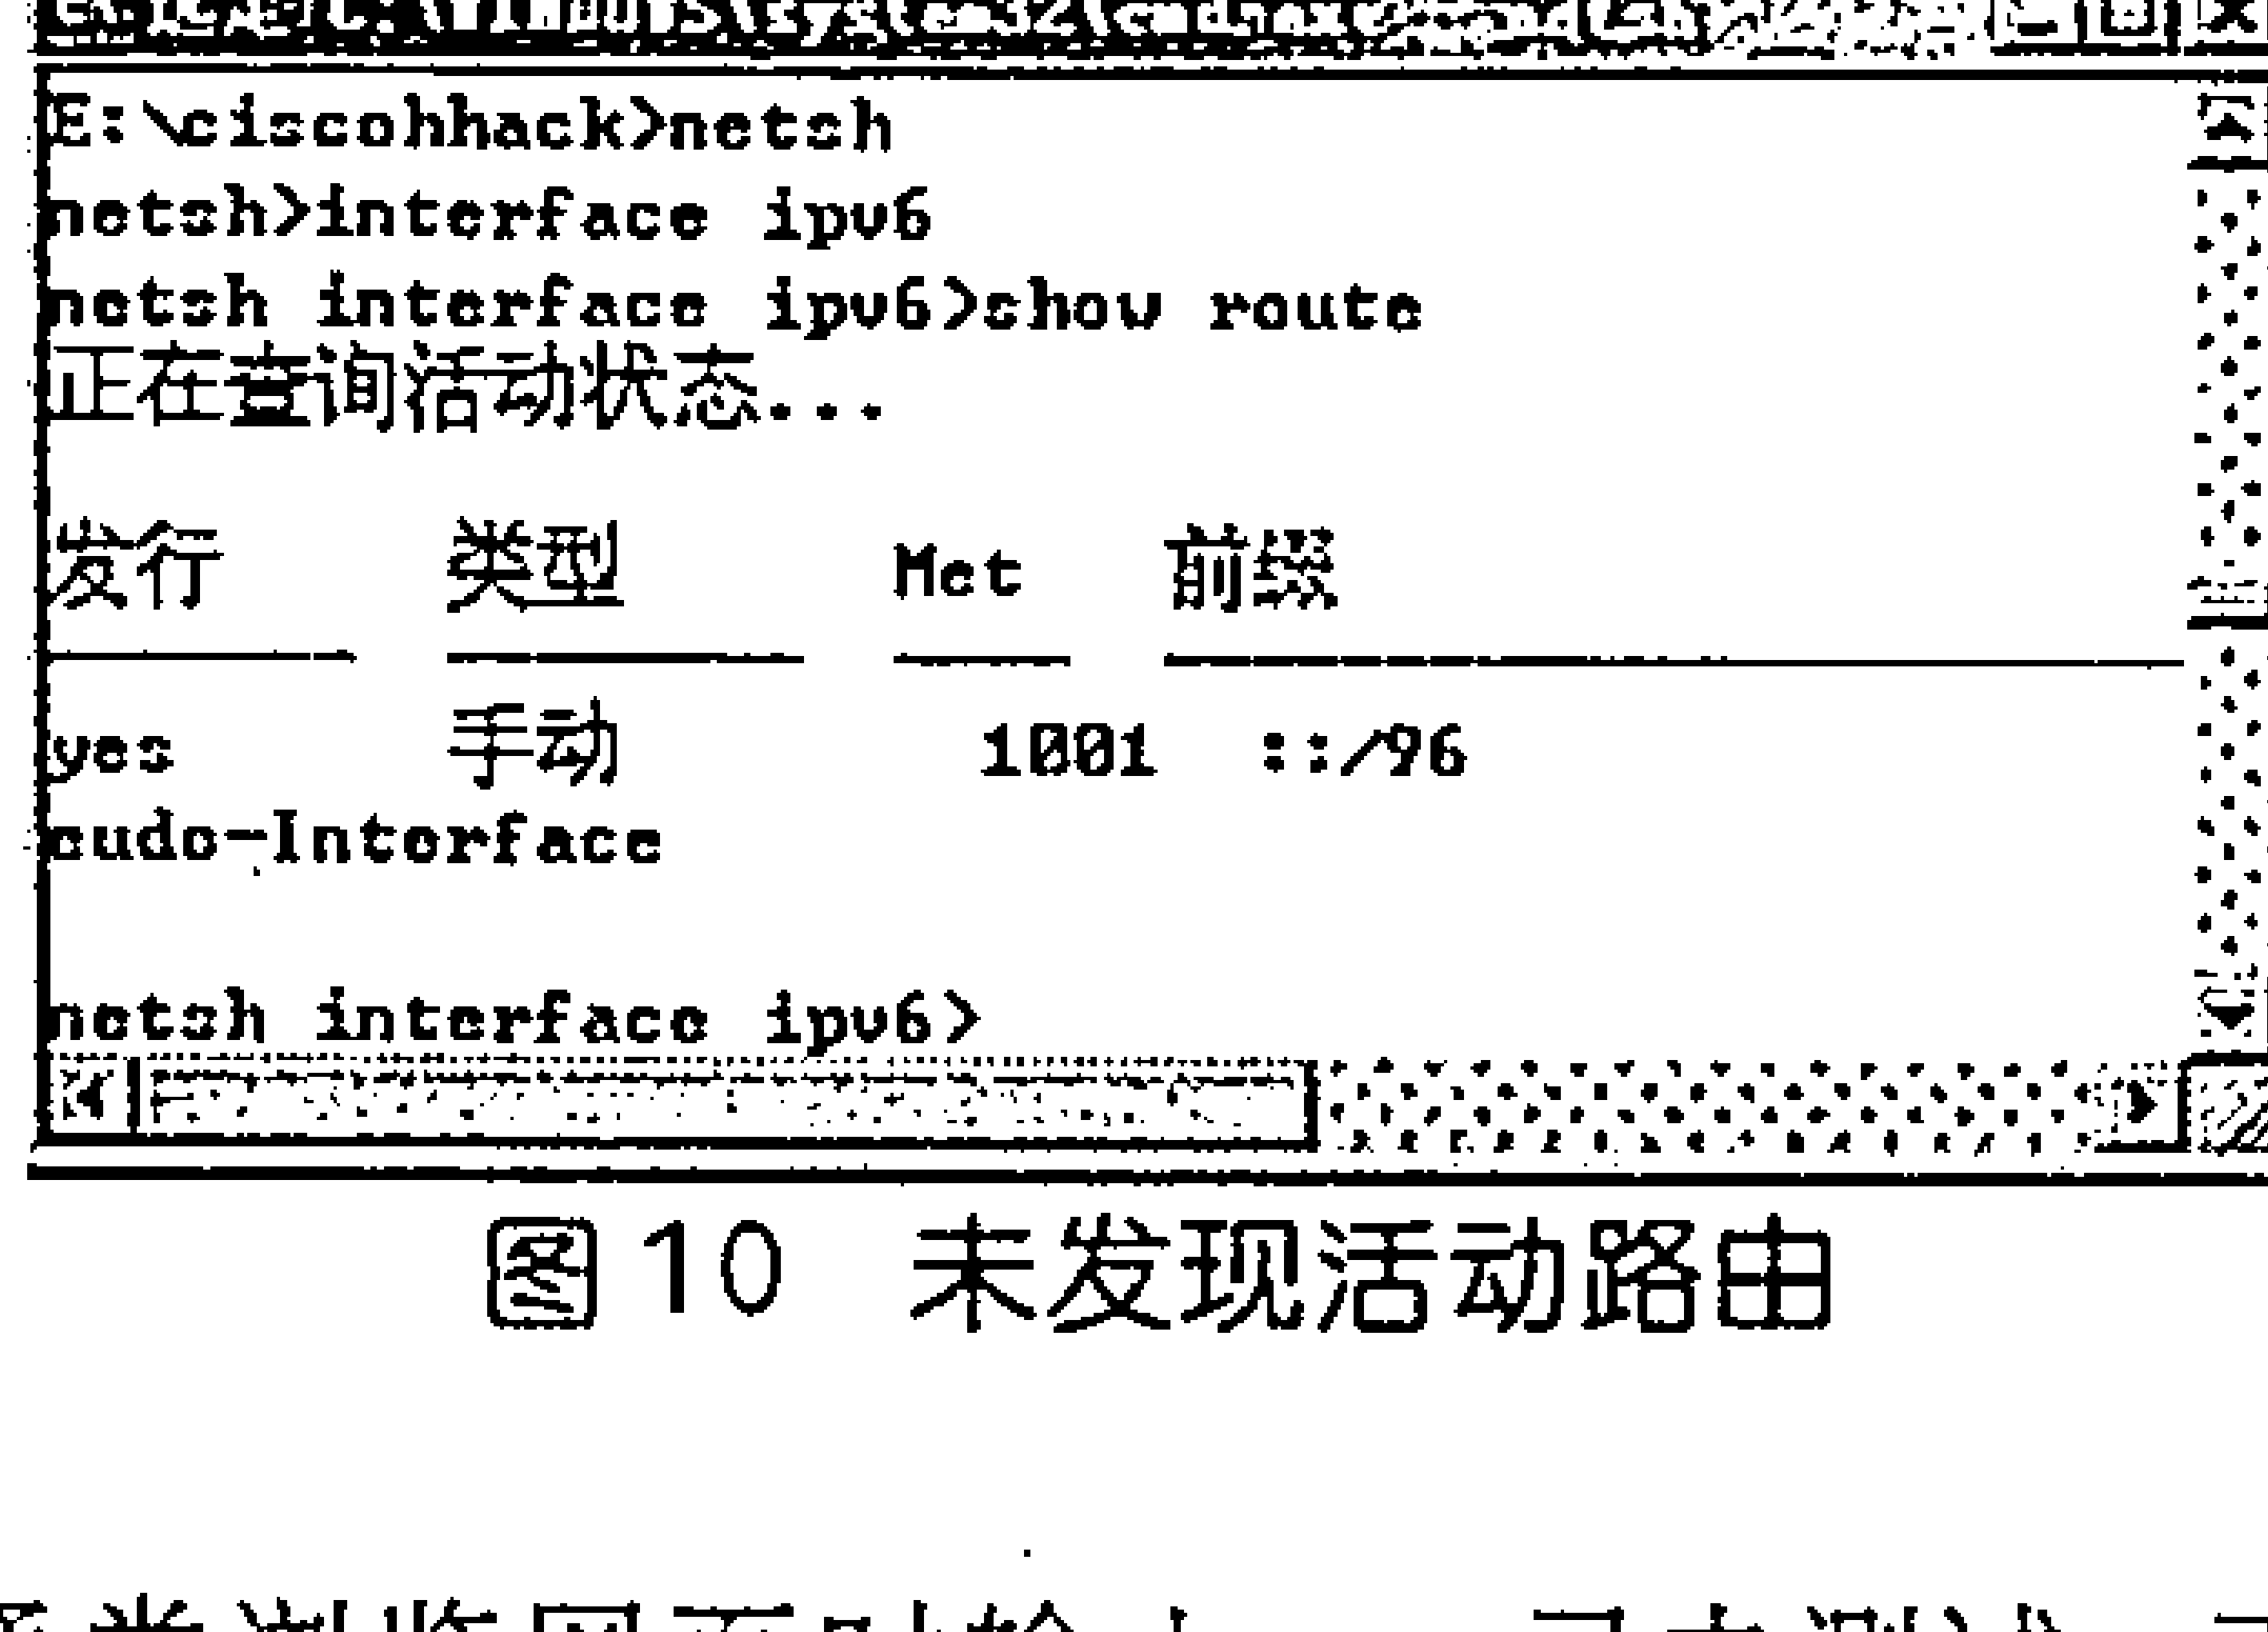 E:\ciscohhack>netsh
netsh>interface ipv6
netsh interface ipv6>show route
正在查询活动状态...
发行 类型 Met 前缀
yes 手动 1001 ::/96
eudo-Interface
netsh interface ipv6>
图10 未发现活动路由